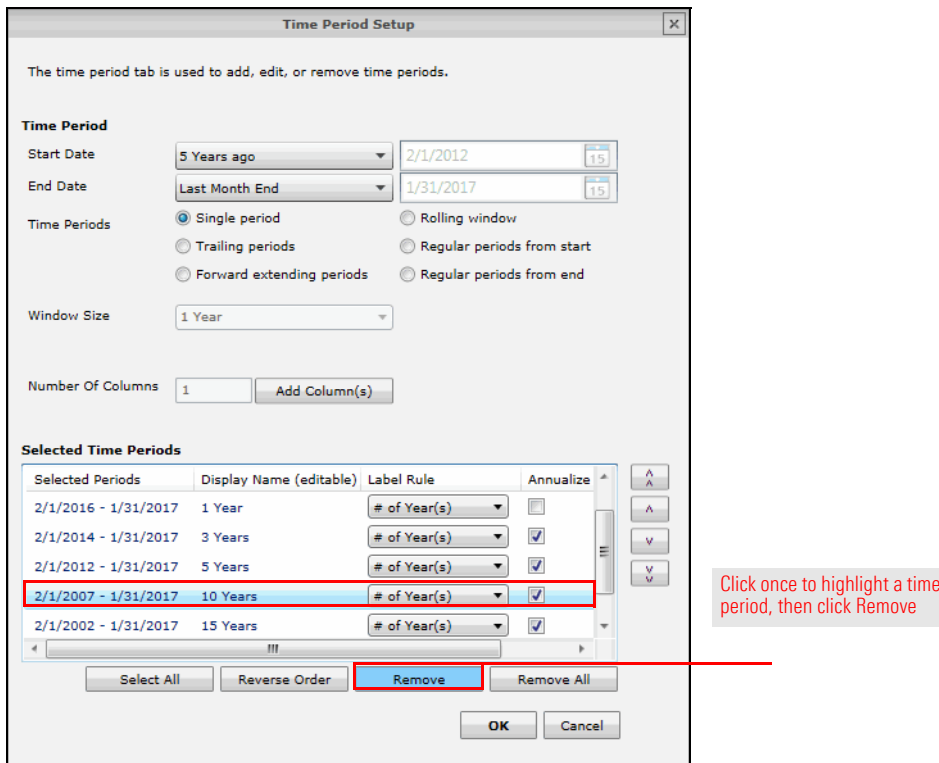 Time Period Setup
The time period tab is used to add, edit, or remove time periods.
Time Period
Start Date 5 Years ago 2/1/2012 15
End Date Last Month End 1/31/2017 15
Time Periods Single period Rolling window
Trailing periods Regular periods from start
Forward extending periods Regular periods from end
Window Size 1 Year
Number Of Columns 1 Add Column(s)
Selected Time Periods
Selected Periods Display Name (editable) Label Rule Annualize
2/1/2016 - 1/31/2017 1 Year # of Year(s)
2/1/2014 - 1/31/2017 3 Years # of Year(s)
2/1/2012 - 1/31/2017 5 Years # of Year(s)
2/1/2007 - 1/31/2017 10 Years # of Year(s)
2/1/2002 - 1/31/2017 15 Years # of Year(s)
Select All Reverse Order Remove Remove All
OK Cancel
Click once to highlight a time
period, then click Remove